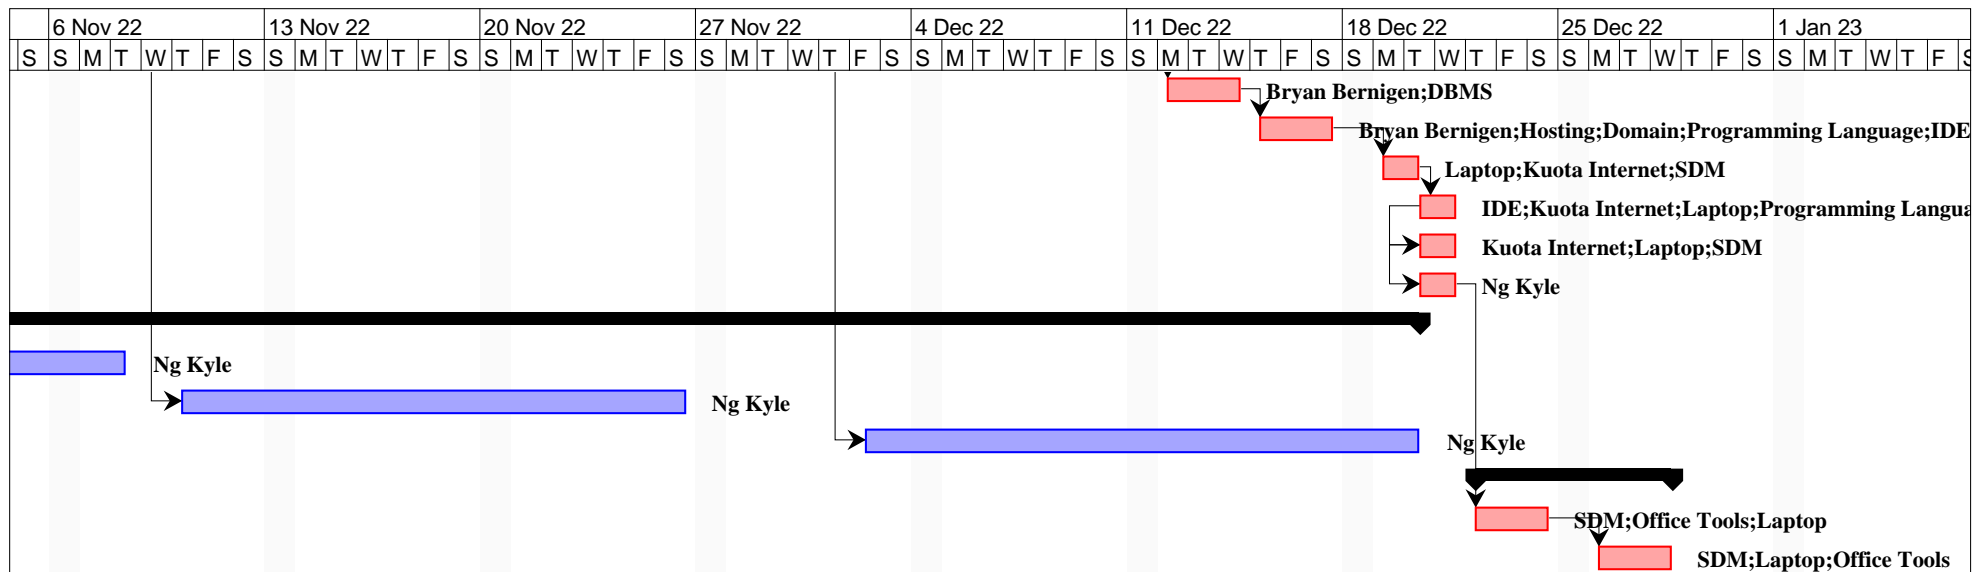 6 Nov 22 13 Nov 22 20 Nov 22 27 Nov 22 4 Dec 22 11 Dec 22 18 Dec 22 25 Dec 22 1 Jan 23
S S M T W T F S S M T W T F S S M T W T F S S M T W T F S S M T W T F S S M T W T F S S M T W T F S S M T W T F S S M T W T F S
Bryan Bernigen;DBMS
Bryan Bernigen;Hosting;Domain;Programming Language;IDE
Laptop;Kuota Internet;SDM
IDE;Kuota Internet;Laptop;Programming Langua
Kuota Internet;Laptop;SDM
Ng Kyle
Ng Kyle
Ng Kyle
Ng Kyle
SDM;Office Tools;Laptop
SDM;Laptop;Office Tools